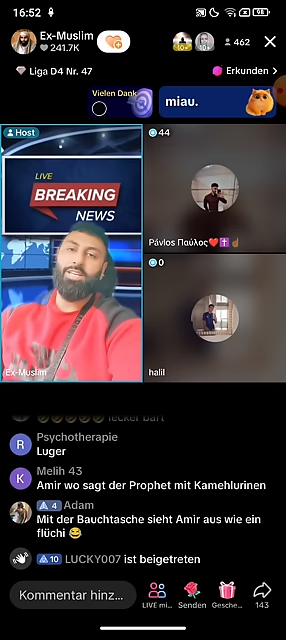 16:52
98
Ex-Muslim
241.7K
10+
10+
462
Liga D4 Nr. 47
Erkunden >
Vielen Dank
miau.
Host
LIVE
BREAKING
NEWS
Ex-Muslim
44
Pávlos Παύλος❤️✝️☝🏾
0
halil
lecker bart
Psychotherapie
Luger
Melih 43
Amir wo sagt der Prophet mit Kamehlurinen
4 Adam
Mit der Bauchtasche sieht Amir aus wie ein
flüchi 😂
10 LUCKY007 ist beigetreten
Kommentar hinz...
LIVE mi...
Senden
Gesche...
143